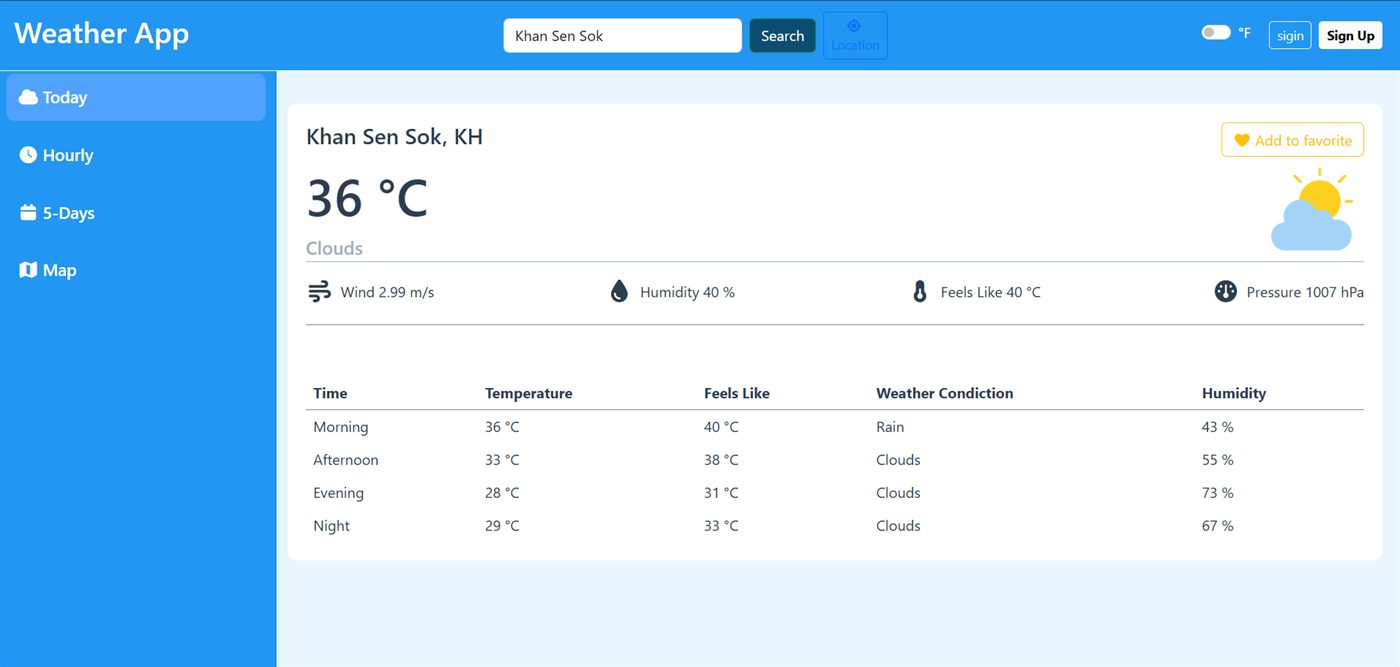 Weather App
Khan Sen Sok
Search
Location
°F
sigin
Sign Up
Today
Hourly
5-Days
Map
Khan Sen Sok, KH
Add to favorite
36 °C
Clouds
Wind 2.99 m/s Humidity 40 % Feels Like 40 °C Pressure 1007 hPa
Time Temperature Feels Like Weather Condiction Humidity
Morning 36 °C 40 °C Rain 43 %
Afternoon 33 °C 38 °C Clouds 55 %
Evening 28 °C 31 °C Clouds 73 %
Night 29 °C 33 °C Clouds 67 %